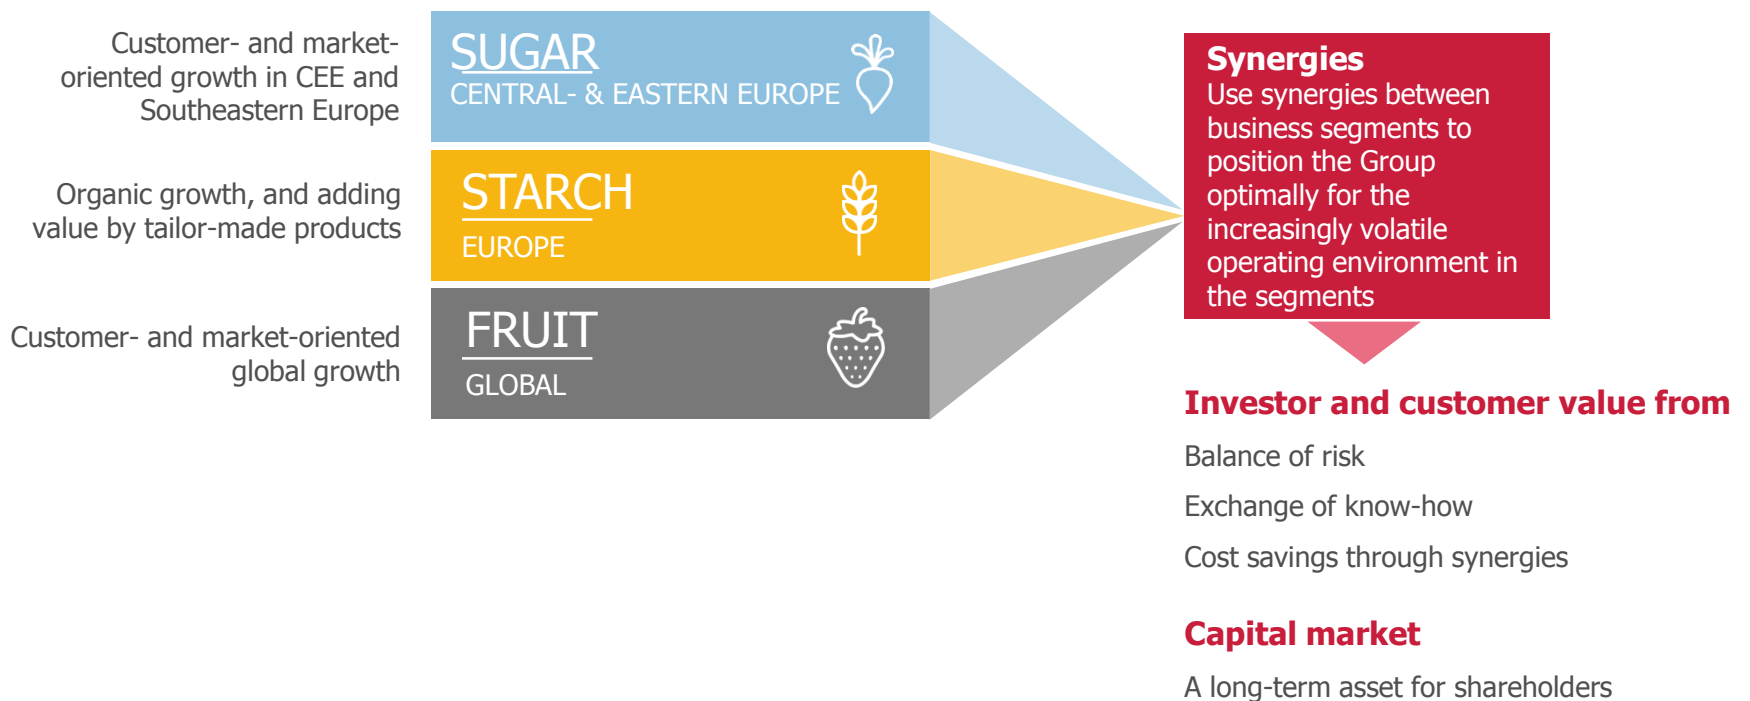 Customer- and market-
oriented growth in CEE and
Southeastern Europe
SUGAR
CENTRAL- & EASTERN EUROPE
Organic growth, and adding
value by tailor-made products
STARCH
EUROPE
Customer- and market-oriented
global growth
FRUIT
GLOBAL
Synergies
Use synergies between
business segments to
position the Group
optimally for the
increasingly volatile
operating environment in
the segments
Investor and customer value from
Balance of risk
Exchange of know-how
Cost savings through synergies
Capital market
A long-term asset for shareholders